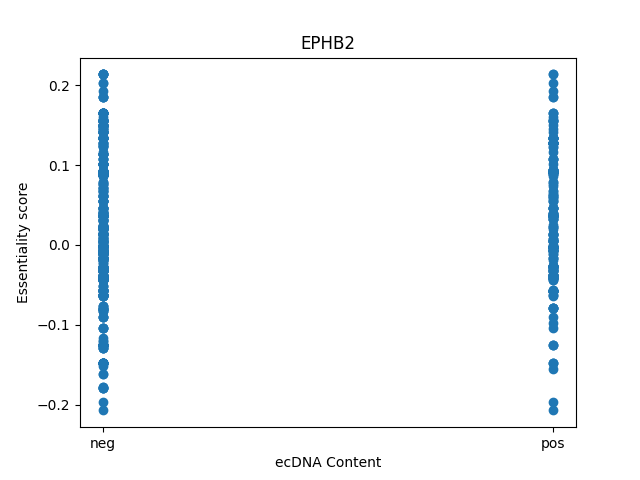 EPHB2
Essentiality score
0.2
0.1
0.0
−0.1
−0.2
neg
pos
ecDNA Content